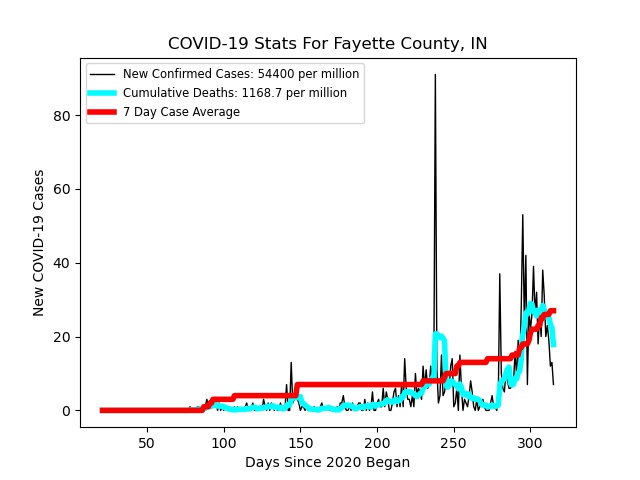 COVID-19 Stats For Fayette County, IN
New Confirmed Cases: 54400 per million
Cumulative Deaths: 1168.7 per million
7 Day Case Average
New COVID-19 Cases
80
60
40
20
0
50 100 150 200 250 300
Days Since 2020 Began